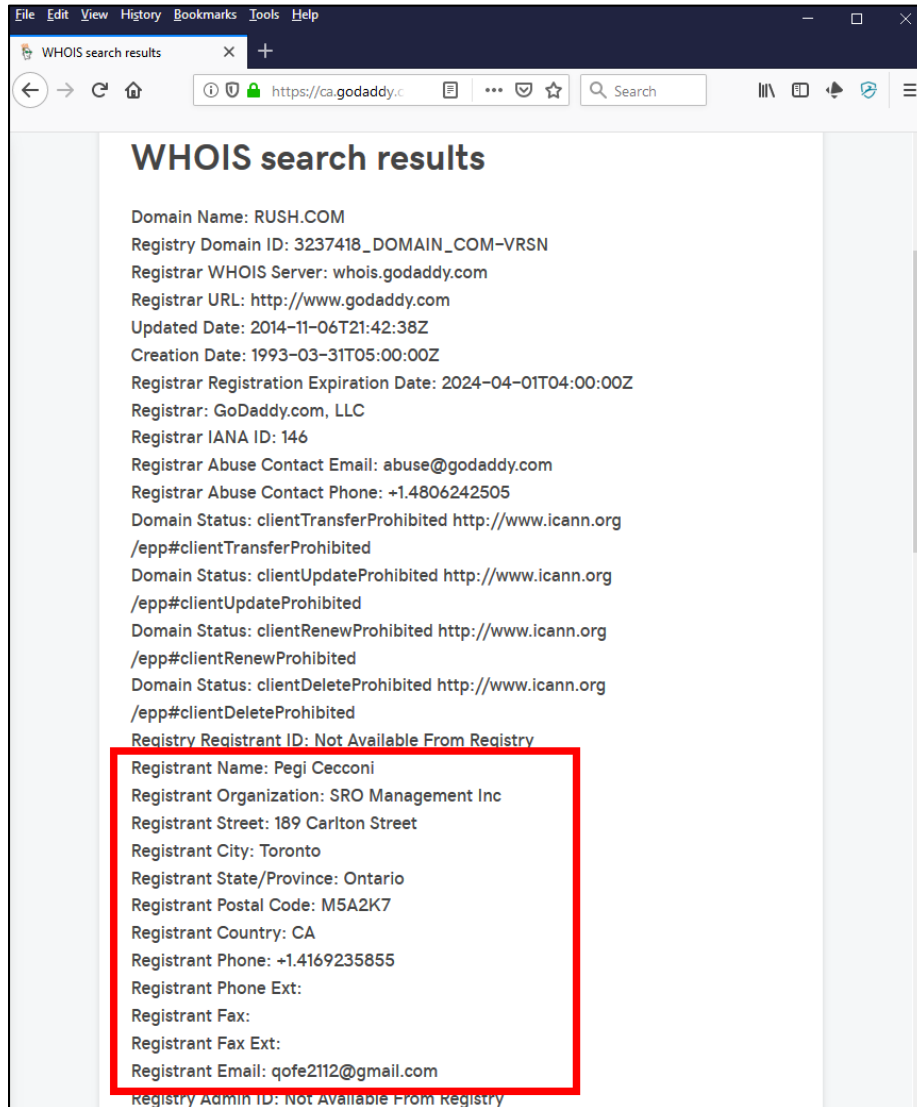 File Edit View History Bookmarks Tools Help
WHOIS search results
https://ca.godaddy.c
Search
WHOIS search results
Domain Name: RUSH.COM
Registry Domain ID: 3237418_DOMAIN_COM-VRSN
Registrar WHOIS Server: whois.godaddy.com
Registrar URL: http://www.godaddy.com
Updated Date: 2014-11-06T21:42:38Z
Creation Date: 1993-03-31T05:00:00Z
Registrar Registration Expiration Date: 2024-04-01T04:00:00Z
Registrar: GoDaddy.com, LLC
Registrar IANA ID: 146
Registrar Abuse Contact Email: abuse@godaddy.com
Registrar Abuse Contact Phone: +1.4806242505
Domain Status: clientTransferProhibited http://www.icann.org
/epp#clientTransferProhibited
Domain Status: clientUpdateProhibited http://www.icann.org
/epp#clientUpdateProhibited
Domain Status: clientRenewProhibited http://www.icann.org
/epp#clientRenewProhibited
Domain Status: clientDeleteProhibited http://www.icann.org
/epp#clientDeleteProhibited
Registry Registrant ID: Not Available From Registry
Registrant Name: Pegi Cecconi
Registrant Organization: SRO Management Inc
Registrant Street: 189 Carlton Street
Registrant City: Toronto
Registrant State/Province: Ontario
Registrant Postal Code: M5A2K7
Registrant Country: CA
Registrant Phone: +1.4169235855
Registrant Phone Ext:
Registrant Fax:
Registrant Fax Ext:
Registrant Email: qofe2112@gmail.com
Registry Admin ID: Not Available From Registry